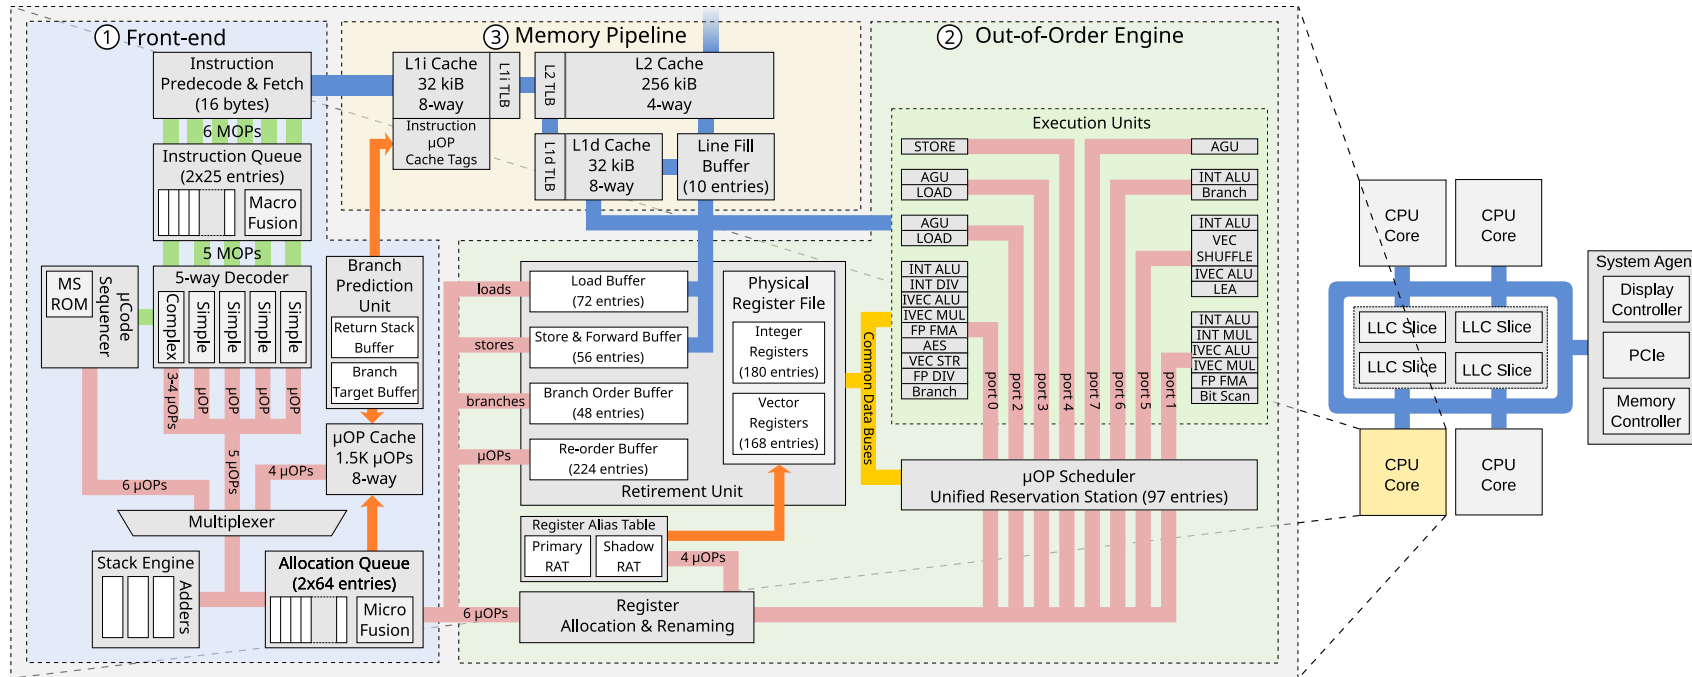 ① Front-end
Instruction
Predecode & Fetch
(16 bytes)
6 MOPs
Instruction Queue
(2x25 entries)
Macro
Fusion
5 MOPs
5-way Decoder
Complex
Simple
Simple
Simple
Simple
MS
ROM
µCode
Sequencer
3-4 µOPs
µOP
µOP
µOP
µOP
Branch
Prediction
Unit
Return Stack
Buffer
Branch
Target Buffer
µOP Cache
1.5K µOPs
8-way
4 µOPs
5 µOPs
6 µOPs
Multiplexer
Stack Engine
Adders
Allocation Queue
(2x64 entries)
Micro
Fusion
③ Memory Pipeline
L1i Cache
32 kiB
8-way
L1i TLB
Instruction
µOP
Cache Tags
L2 TLB
L2 Cache
256 kiB
4-way
L1d TLB
L1d Cache
32 kiB
8-way
Line Fill
Buffer
(10 entries)
② Out-of-Order Engine
Execution Units
STORE
AGU
LOAD
AGU
LOAD
INT ALU
INT DIV
IVEC ALU
IVEC MUL
FP FMA
AES
VEC STR
FP DIV
Branch
AGU
INT ALU
Branch
INT ALU
VEC
SHUFFLE
IVEC ALU
LEA
INT ALU
INT MUL
IVEC ALU
IVEC MUL
FP FMA
Bit Scan
port 0
port 2
port 3
port 4
port 7
port 6
port 5
port 1
Common Data Buses
µOP Scheduler
Unified Reservation Station (97 entries)
loads
Load Buffer
(72 entries)
stores
Store & Forward Buffer
(56 entries)
branches
Branch Order Buffer
(48 entries)
µOPs
Re-order Buffer
(224 entries)
Physical
Register File
Integer
Registers
(180 entries)
Vector
Registers
(168 entries)
Retirement Unit
Register Alias Table
Primary
RAT
Shadow
RAT
4 µOPs
6 µOPs
Register
Allocation & Renaming
CPU
Core
CPU
Core
LLC Slice
LLC Slice
LLC Slice
LLC Slice
CPU
Core
CPU
Core
System Agent
Display
Controller
PCIe
Memory
Controller